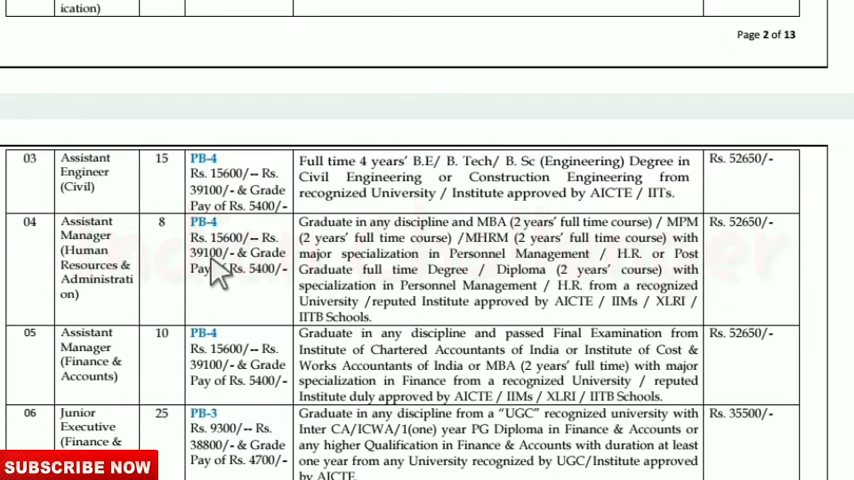 ication)
Page 2 of 13
03
Assistant
Engineer
(Civil)
15
PB-4
Rs. 15600/-- Rs.
39100/- & Grade
Pay of Rs. 5400/-
Full time 4 years' B.E/ B. Tech/ B. Sc (Engineering) Degree in
Civil Engineering or Construction Engineering from
recognized University / Institute approved by AICTE / IITs.
Rs. 52650/-
04
Assistant
Manager
(Human
Resources &
Administrati
on)
8
PB-4
Rs. 15600/-- Rs.
39100/- & Grade
Pay Rs. 5400/-
Graduate in any discipline and MBA (2 years' full time course) / MPM
(2 years' full time course) /MHRM (2 years' full time course) with
major specialization in Personnel Management / H.R. or Post
Graduate full time Degree / Diploma (2 years' course) with
specialization in Personnel Management / H.R. from a recognized
University /reputed Institute approved by AICTE / IIMs / XLRI /
IITB Schools.
Rs. 52650/-
05
Assistant
Manager
(Finance &
Accounts)
10
PB-4
Rs. 15600/-- Rs.
39100/- & Grade
Pay of Rs. 5400/-
Graduate in any discipline and passed Final Examination from
Institute of Chartered Accountants of India or Institute of Cost &
Works Accountants of India or MBA (2 years' full time) with major
specialization in Finance from a recognized University / reputed
Institute duly approved by AICTE / IIMs / XLRI / IITB Schools.
Rs. 52650/-
06
Junior
Executive
(Finance &
25
PB-3
Rs. 9300/-- Rs.
38800/- & Grade
Pay of Rs. 4700/-
Graduate in any discipline from a "UGC" recognized university with
Inter CA/ICWA/1(one) year PG Diploma in Finance & Accounts or
any higher Qualification in Finance & Accounts with duration at least
one year from any University recognized by UGC/Institute approved
by AICTE.
Rs. 35500/-
SUBSCRIBE NOW